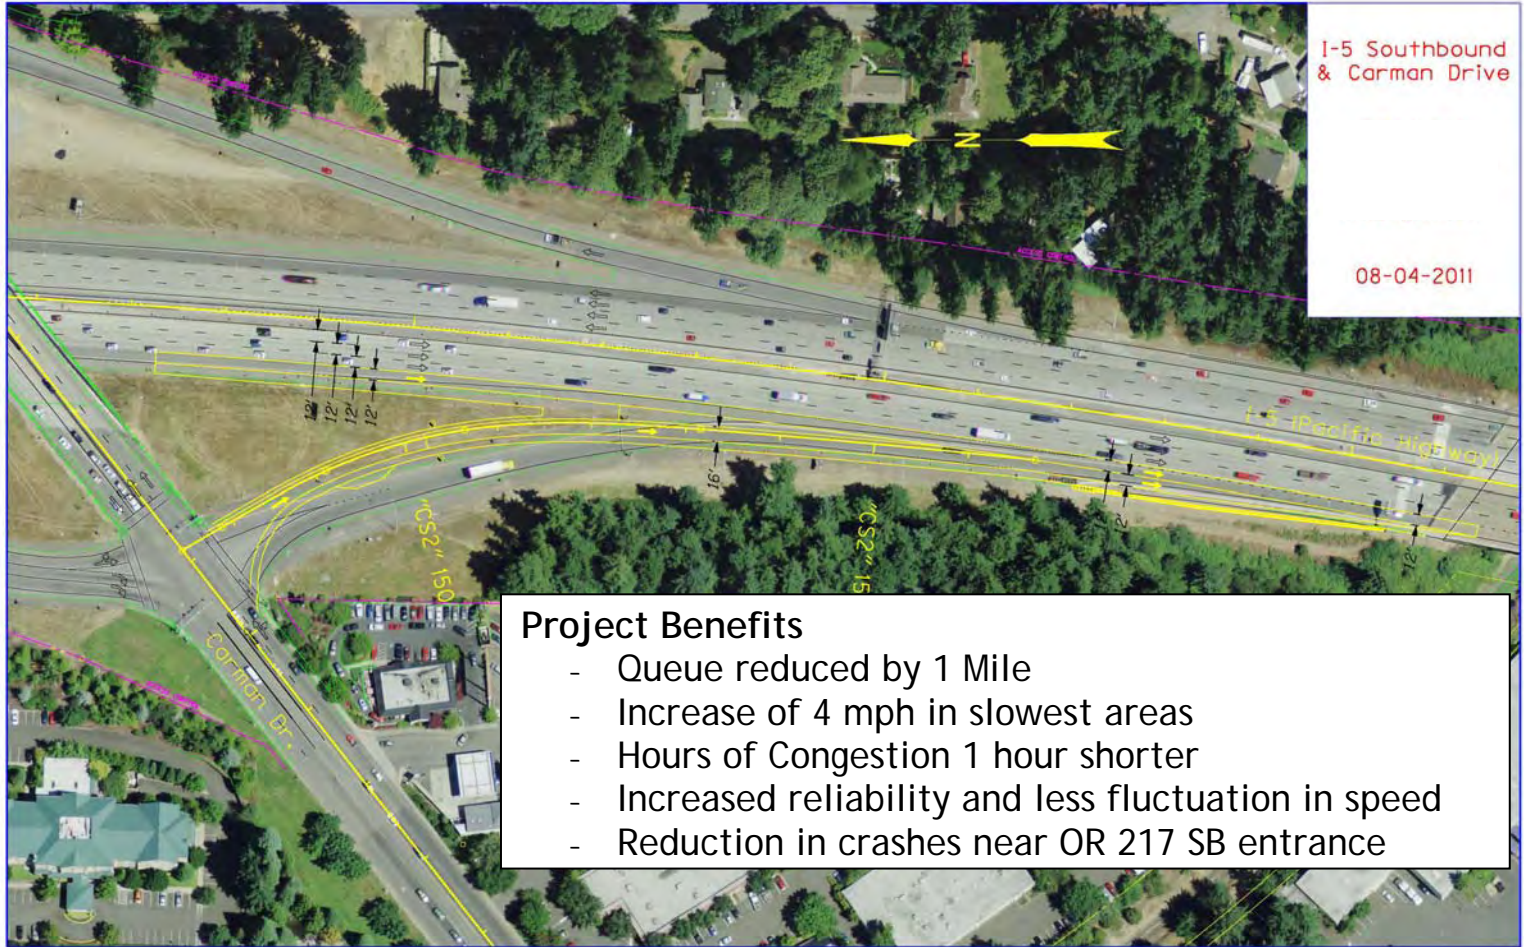 I-5 Southbound
& Carman Drive
08-04-2011
N
ACCESS CONTROL
12'
12'
12'
12'
16'
I-5 (Pacific Highway)
12'
"CS2" 150
"CS2" 15
Carman Dr.
Project Benefits
- Queue reduced by 1 Mile
- Increase of 4 mph in slowest areas
- Hours of Congestion 1 hour shorter
- Increased reliability and less fluctuation in speed
- Reduction in crashes near OR 217 SB entrance